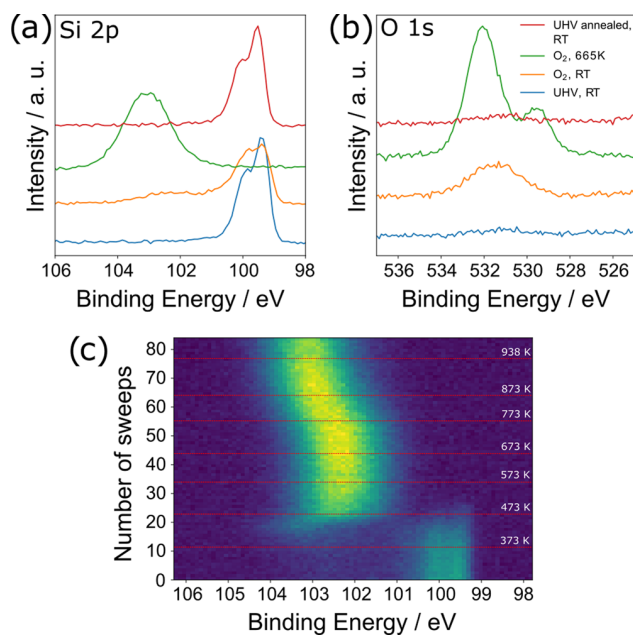 (a) Si 2p
Intensity / a. u.
106 104 102 100 98
Binding Energy / eV
(b) O 1s
UHV annealed,
RT
O₂, 665K
O₂, RT
UHV, RT
Intensity / a. u.
536 534 532 530 528 526
Binding Energy / eV
(c)
Number of sweeps
80
70
60
50
40
30
20
10
0
938 K
873 K
773 K
673 K
573 K
473 K
373 K
106 105 104 103 102 101 100 99 98
Binding Energy / eV